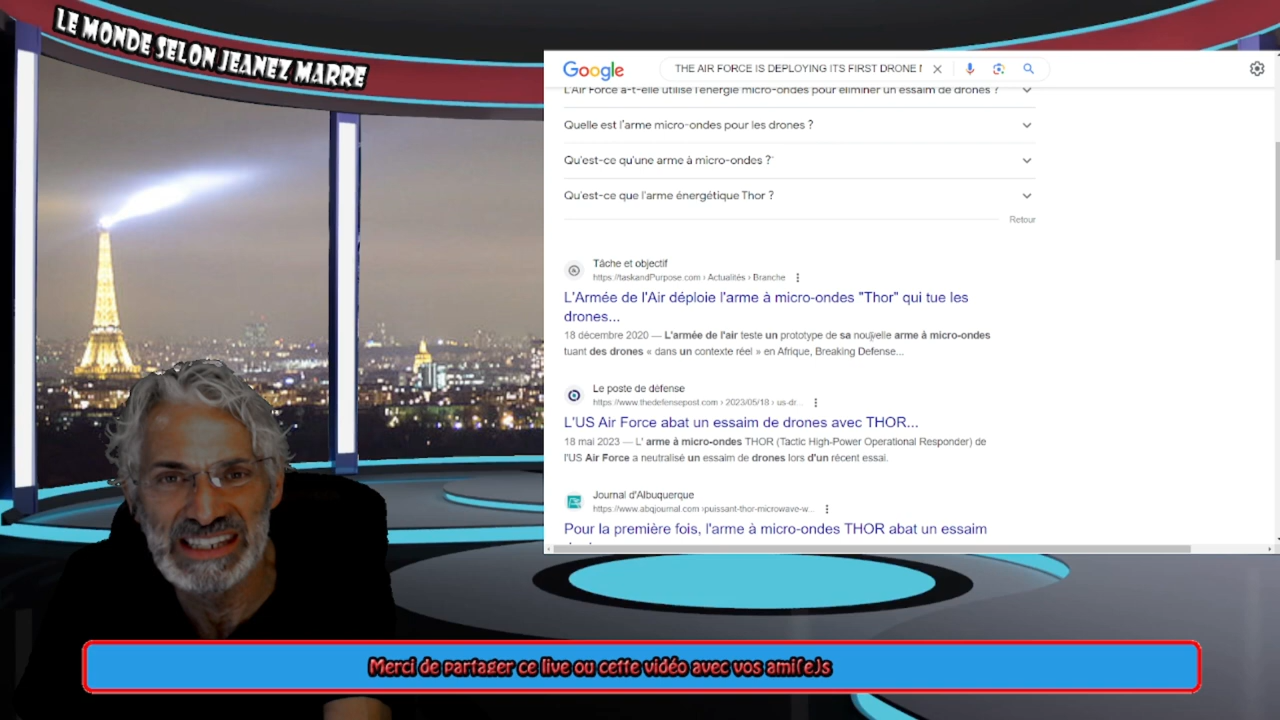 LE MONDE SELON JEANEZ MARRE
Google
THE AIR FORCE IS DEPLOYING ITS FIRST DRONE
L'Air Force a-t-elle utilisé l'énergie micro-ondes pour éliminer un essaim de drones ?
Quelle est l'arme micro-ondes pour les drones ?
Qu'est-ce qu'une arme à micro-ondes ?
Qu'est-ce que l'arme énergétique Thor ?
Retour
Tâche et objectif
https://taskandPurpose.com › Actualités › Branche
L'Armée de l'Air déploie l'arme à micro-ondes "Thor" qui tue les
drones...
18 décembre 2020 — L'armée de l'air teste un prototype de sa nouvelle arme à micro-ondes
tuant des drones « dans un contexte réel » en Afrique, Breaking Defense...
Le poste de défense
https://www.thedefensepost.com › 2023/05/18 › us-dr...
L'US Air Force abat un essaim de drones avec THOR...
18 mai 2023 — L' arme à micro-ondes THOR (Tactic High-Power Operational Responder) de
l'US Air Force a neutralisé un essaim de drones lors d'un récent essai.
Journal d'Albuquerque
https://www.abqjournal.com ›puissant-thor-microwave-w...
Pour la première fois, l'arme à micro-ondes THOR abat un essaim
Merci de partager ce live ou cette vidéo avec vos ami(e)s